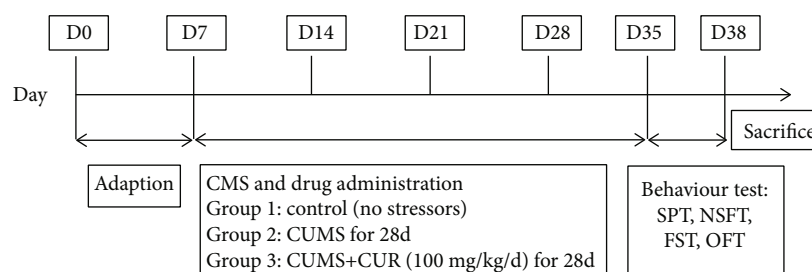 D0 D7 D14 D21 D28 D35 D38
Day
Sacrifice
Adaption
CMS and drug administration
Group 1: control (no stressors)
Group 2: CUMS for 28d
Group 3: CUMS+CUR (100 mg/kg/d) for 28d
Behaviour test:
SPT, NSFT,
FST, OFT